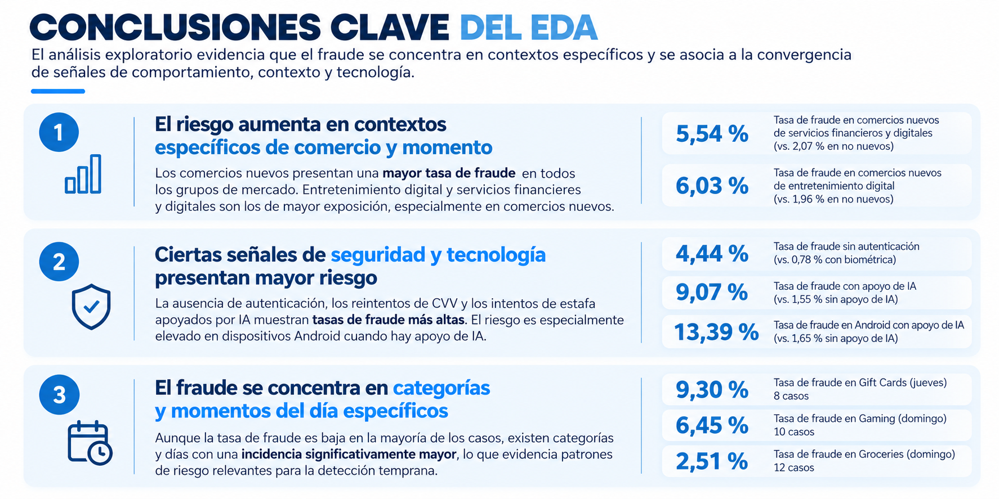 CONCLUSIONES CLAVE DEL EDA
El análisis exploratorio evidencia que el fraude se concentra en contextos específicos y se asocia a la convergencia
de señales de comportamiento, contexto y tecnología.
1
El riesgo aumenta en contextos
específicos de comercio y momento
Los comercios nuevos presentan una mayor tasa de fraude en todos
los grupos de mercado. Entretenimiento digital y servicios financieros
y digitales son los de mayor exposición, especialmente en comercios nuevos.
5,54 %
Tasa de fraude en comercios nuevos
de servicios financieros y digitales
(vs. 2,07 % en no nuevos)
6,03 %
Tasa de fraude en comercios nuevos
de entretenimiento digital
(vs. 1,96 % en no nuevos)
2
Ciertas señales de seguridad y tecnología
presentan mayor riesgo
La ausencia de autenticación, los reintentos de CVV y los intentos de estafa
apoyados por IA muestran tasas de fraude más altas. El riesgo es especialmente
elevado en dispositivos Android cuando hay apoyo de IA.
4,44 %
Tasa de fraude sin autenticación
(vs. 0,78 % con biométrica)
9,07 %
Tasa de fraude con apoyo de IA
(vs. 1,55 % sin apoyo de IA)
13,39 %
Tasa de fraude en Android con apoyo de IA
(vs. 1,65 % sin apoyo de IA)
3
El fraude se concentra en categorías
y momentos del día específicos
Aunque la tasa de fraude es baja en la mayoría de los casos, existen categorías
y días con una incidencia significativamente mayor, lo que evidencia patrones
de riesgo relevantes para la detección temprana.
9,30 %
Tasa de fraude en Gift Cards (jueves)
8 casos
6,45 %
Tasa de fraude en Gaming (domingo)
10 casos
2,51 %
Tasa de fraude en Groceries (domingo)
12 casos